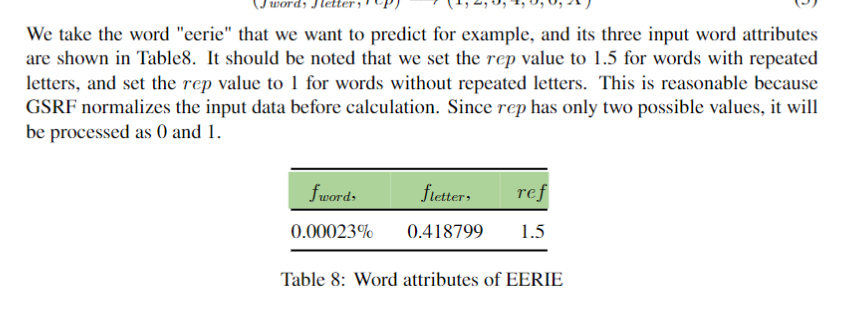 We take the word "eerie" that we want to predict for example, and its three input word attributes
are shown in Table8. It should be noted that we set the rep value to 1.5 for words with repeated
letters, and set the rep value to 1 for words without repeated letters. This is reasonable because
GSRF normalizes the input data before calculation. Since rep has only two possible values, it will
be processed as 0 and 1.
f_word, f_letter, ref
0.00023% 0.418799 1.5
Table 8: Word attributes of EERIE